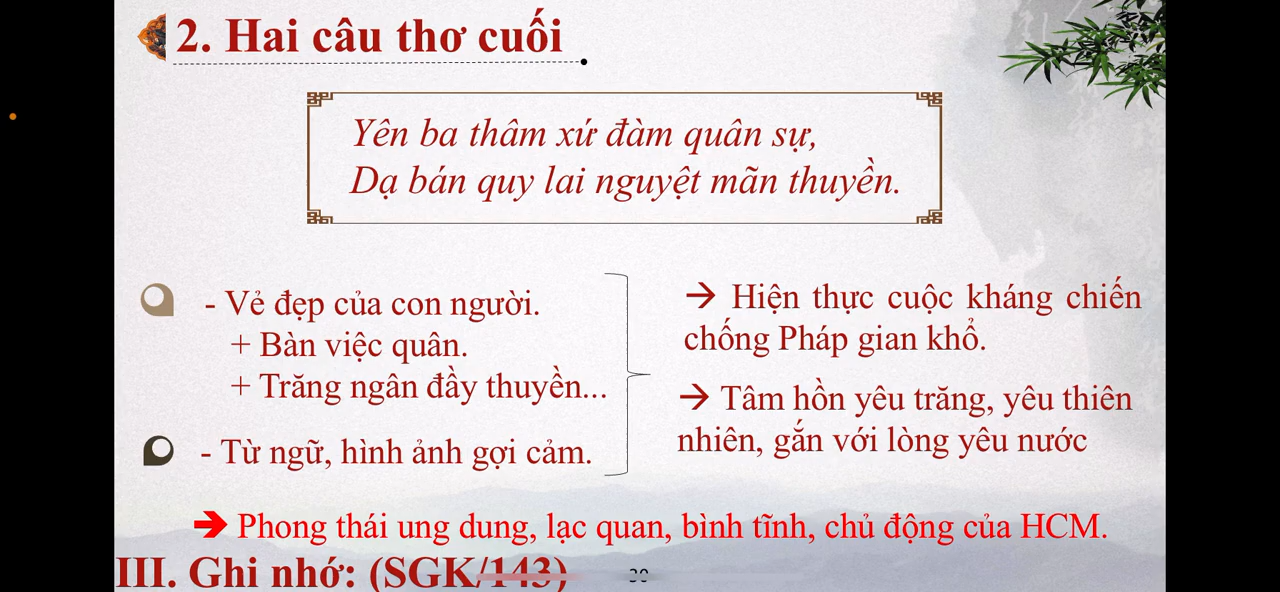 2. Hai câu thơ cuối
Yên ba thâm xứ đàm quân sự,
Dạ bán quy lai nguyệt mãn thuyền.
- Vẻ đẹp của con người.
+ Bàn việc quân.
+ Trăng ngân đầy thuyền...
- Từ ngữ, hình ảnh gợi cảm.
→ Hiện thực cuộc kháng chiến
chống Pháp gian khổ.
→ Tâm hồn yêu trăng, yêu thiên
nhiên, gắn với lòng yêu nước
→ Phong thái ung dung, lạc quan, bình tĩnh, chủ động của HCM.
III. Ghi nhớ: (SGK/143)
30